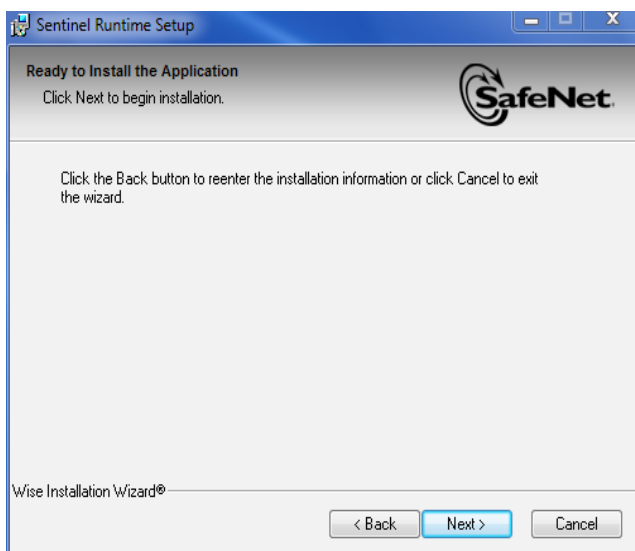 Sentinel Runtime Setup
Ready to Install the Application
Click Next to begin installation.
SafeNet.
Click the Back button to reenter the installation information or click Cancel to exit
the wizard.
Wise Installation Wizard®
< Back Next > Cancel